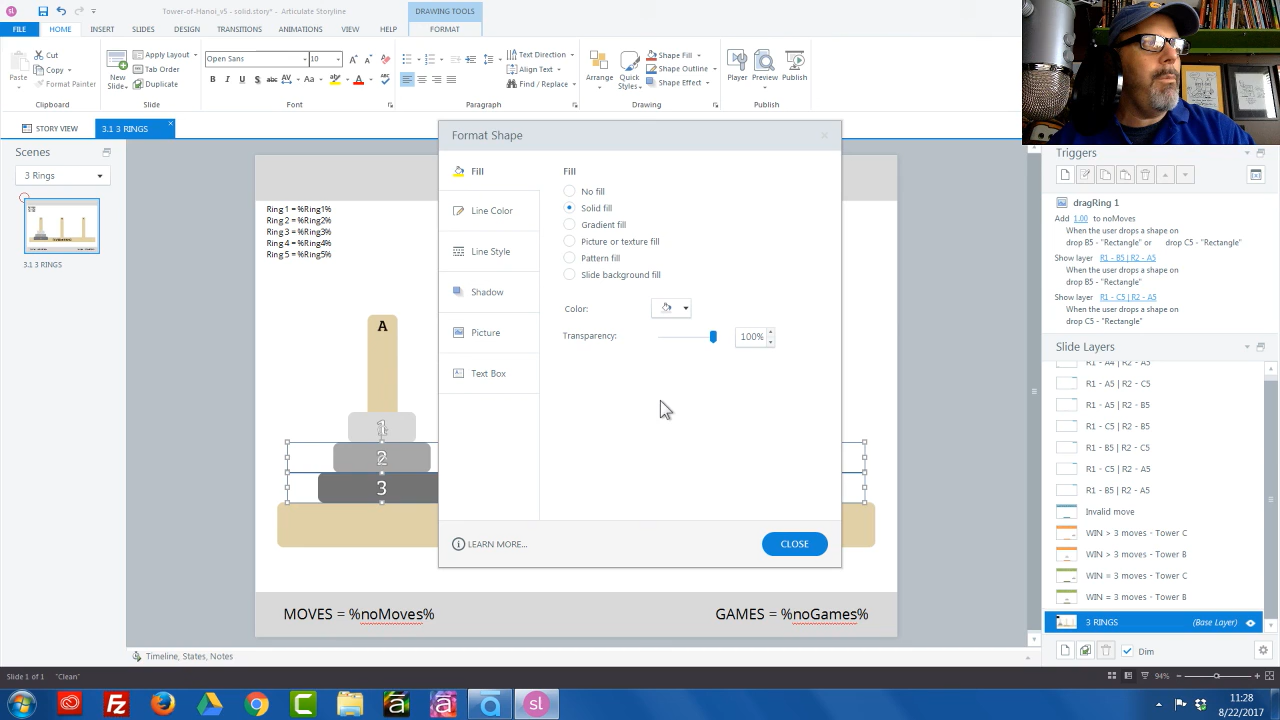 Tower-of-Hanoi_v5 - solid.story* - Articulate Storyline
DRAWING TOOLS
FILE HOME INSERT SLIDES DESIGN TRANSITIONS ANIMATIONS VIEW HELP FORMAT
Paste
Cut
Copy
Format Painter
Clipboard
New Slide
Apply Layout
Tab Order
Duplicate
Slide
Open Sans 10
B I U S abc AV Aa
Font
Paragraph
Text Direction
Align Text
Find / Replace
Arrange
Quick Styles
Shape Fill
Shape Outline
Shape Effect
Drawing
Player Preview Publish
Publish
STORY VIEW
3.1 3 RINGS
Scenes
3 Rings
3.1 3 RINGS
Ring 1 = %Ring1%
Ring 2 = %Ring2%
Ring 3 = %Ring3%
Ring 4 = %Ring4%
Ring 5 = %Ring5%
A
1
2
3
MOVES = %noMoves%
GAMES = %noGames%
Format Shape
Fill
Line Color
Line Style
Shadow
Picture
Text Box
Fill
No fill
Solid fill
Gradient fill
Picture or texture fill
Pattern fill
Slide background fill
Color:
Transparency:
100%
LEARN MORE...
CLOSE
Triggers
dragRing 1
Add 1.00 to noMoves
When the user drops a shape on
drop B5 - "Rectangle" or drop C5 - "Rectangle"
Show layer R1 - B5 | R2 - A5
When the user drops a shape on
drop B5 - "Rectangle"
Show layer R1 - C5 | R2 - A5
When the user drops a shape on
drop C5 - "Rectangle"
Slide Layers
R1 - A4 | R2 - A5
R1 - A5 | R2 - C5
R1 - A5 | R2 - B5
R1 - C5 | R2 - B5
R1 - B5 | R2 - C5
R1 - C5 | R2 - A5
R1 - B5 | R2 - A5
Invalid move
WIN > 3 moves - Tower C
WIN > 3 moves - Tower B
WIN = 3 moves - Tower C
WIN = 3 moves - Tower B
3 RINGS (Base Layer)
Dim
Timeline, States, Notes
Slide 1 of 1 "Clean"
94%
11:28
8/22/2017